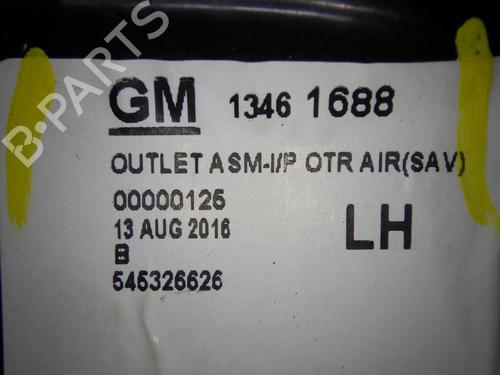 GM 1346 1688
OUTLET ASM-I/P OTR AIR(SAV)
00000125
13 AUG 2016
LH
B
545326626
B-PARTS